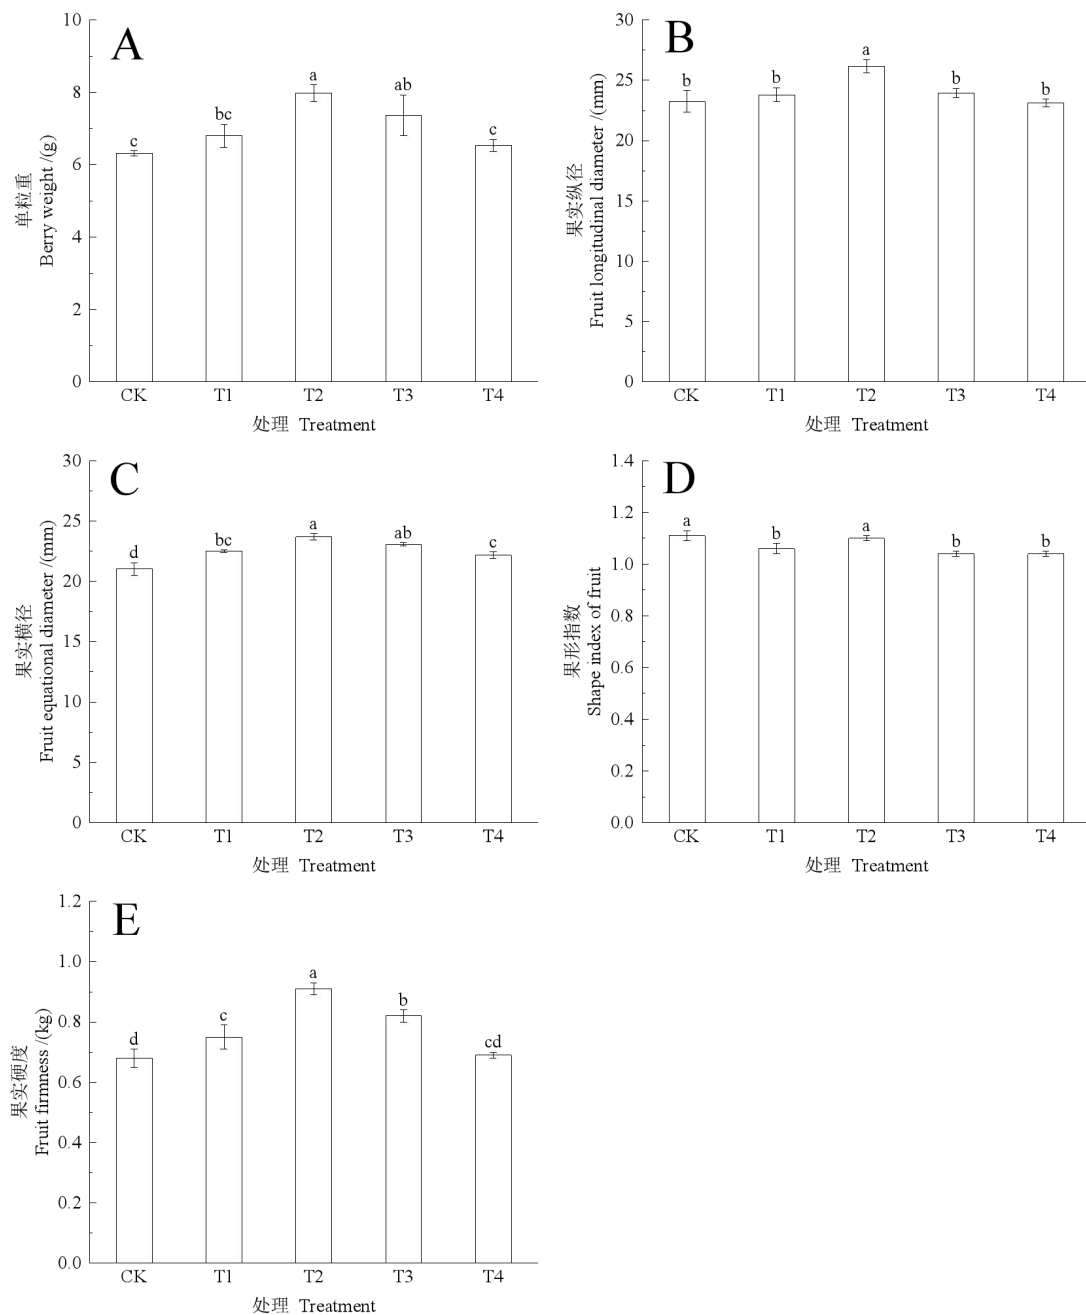 A
10
8
6
4
2
0
单粒重
Berry weight /(g)
c
bc
a
ab
c
CK T1 T2 T3 T4
处理 Treatment
B
30
25
20
15
10
5
0
果实纵径
Fruit longitudinal diameter /(mm)
b
b
a
b
b
CK T1 T2 T3 T4
处理 Treatment
C
30
25
20
15
10
5
0
果实横径
Fruit equational diameter /(mm)
d
bc
a
ab
c
CK T1 T2 T3 T4
处理 Treatment
D
1.4
1.2
1.0
0.8
0.6
0.4
0.2
0.0
果形指数
Shape index of fruit
a
b
a
b
b
CK T1 T2 T3 T4
处理 Treatment
E
1.2
1.0
0.8
0.6
0.4
0.2
0.0
果实硬度
Fruit firmness /(kg)
d
c
a
b
cd
CK T1 T2 T3 T4
处理 Treatment